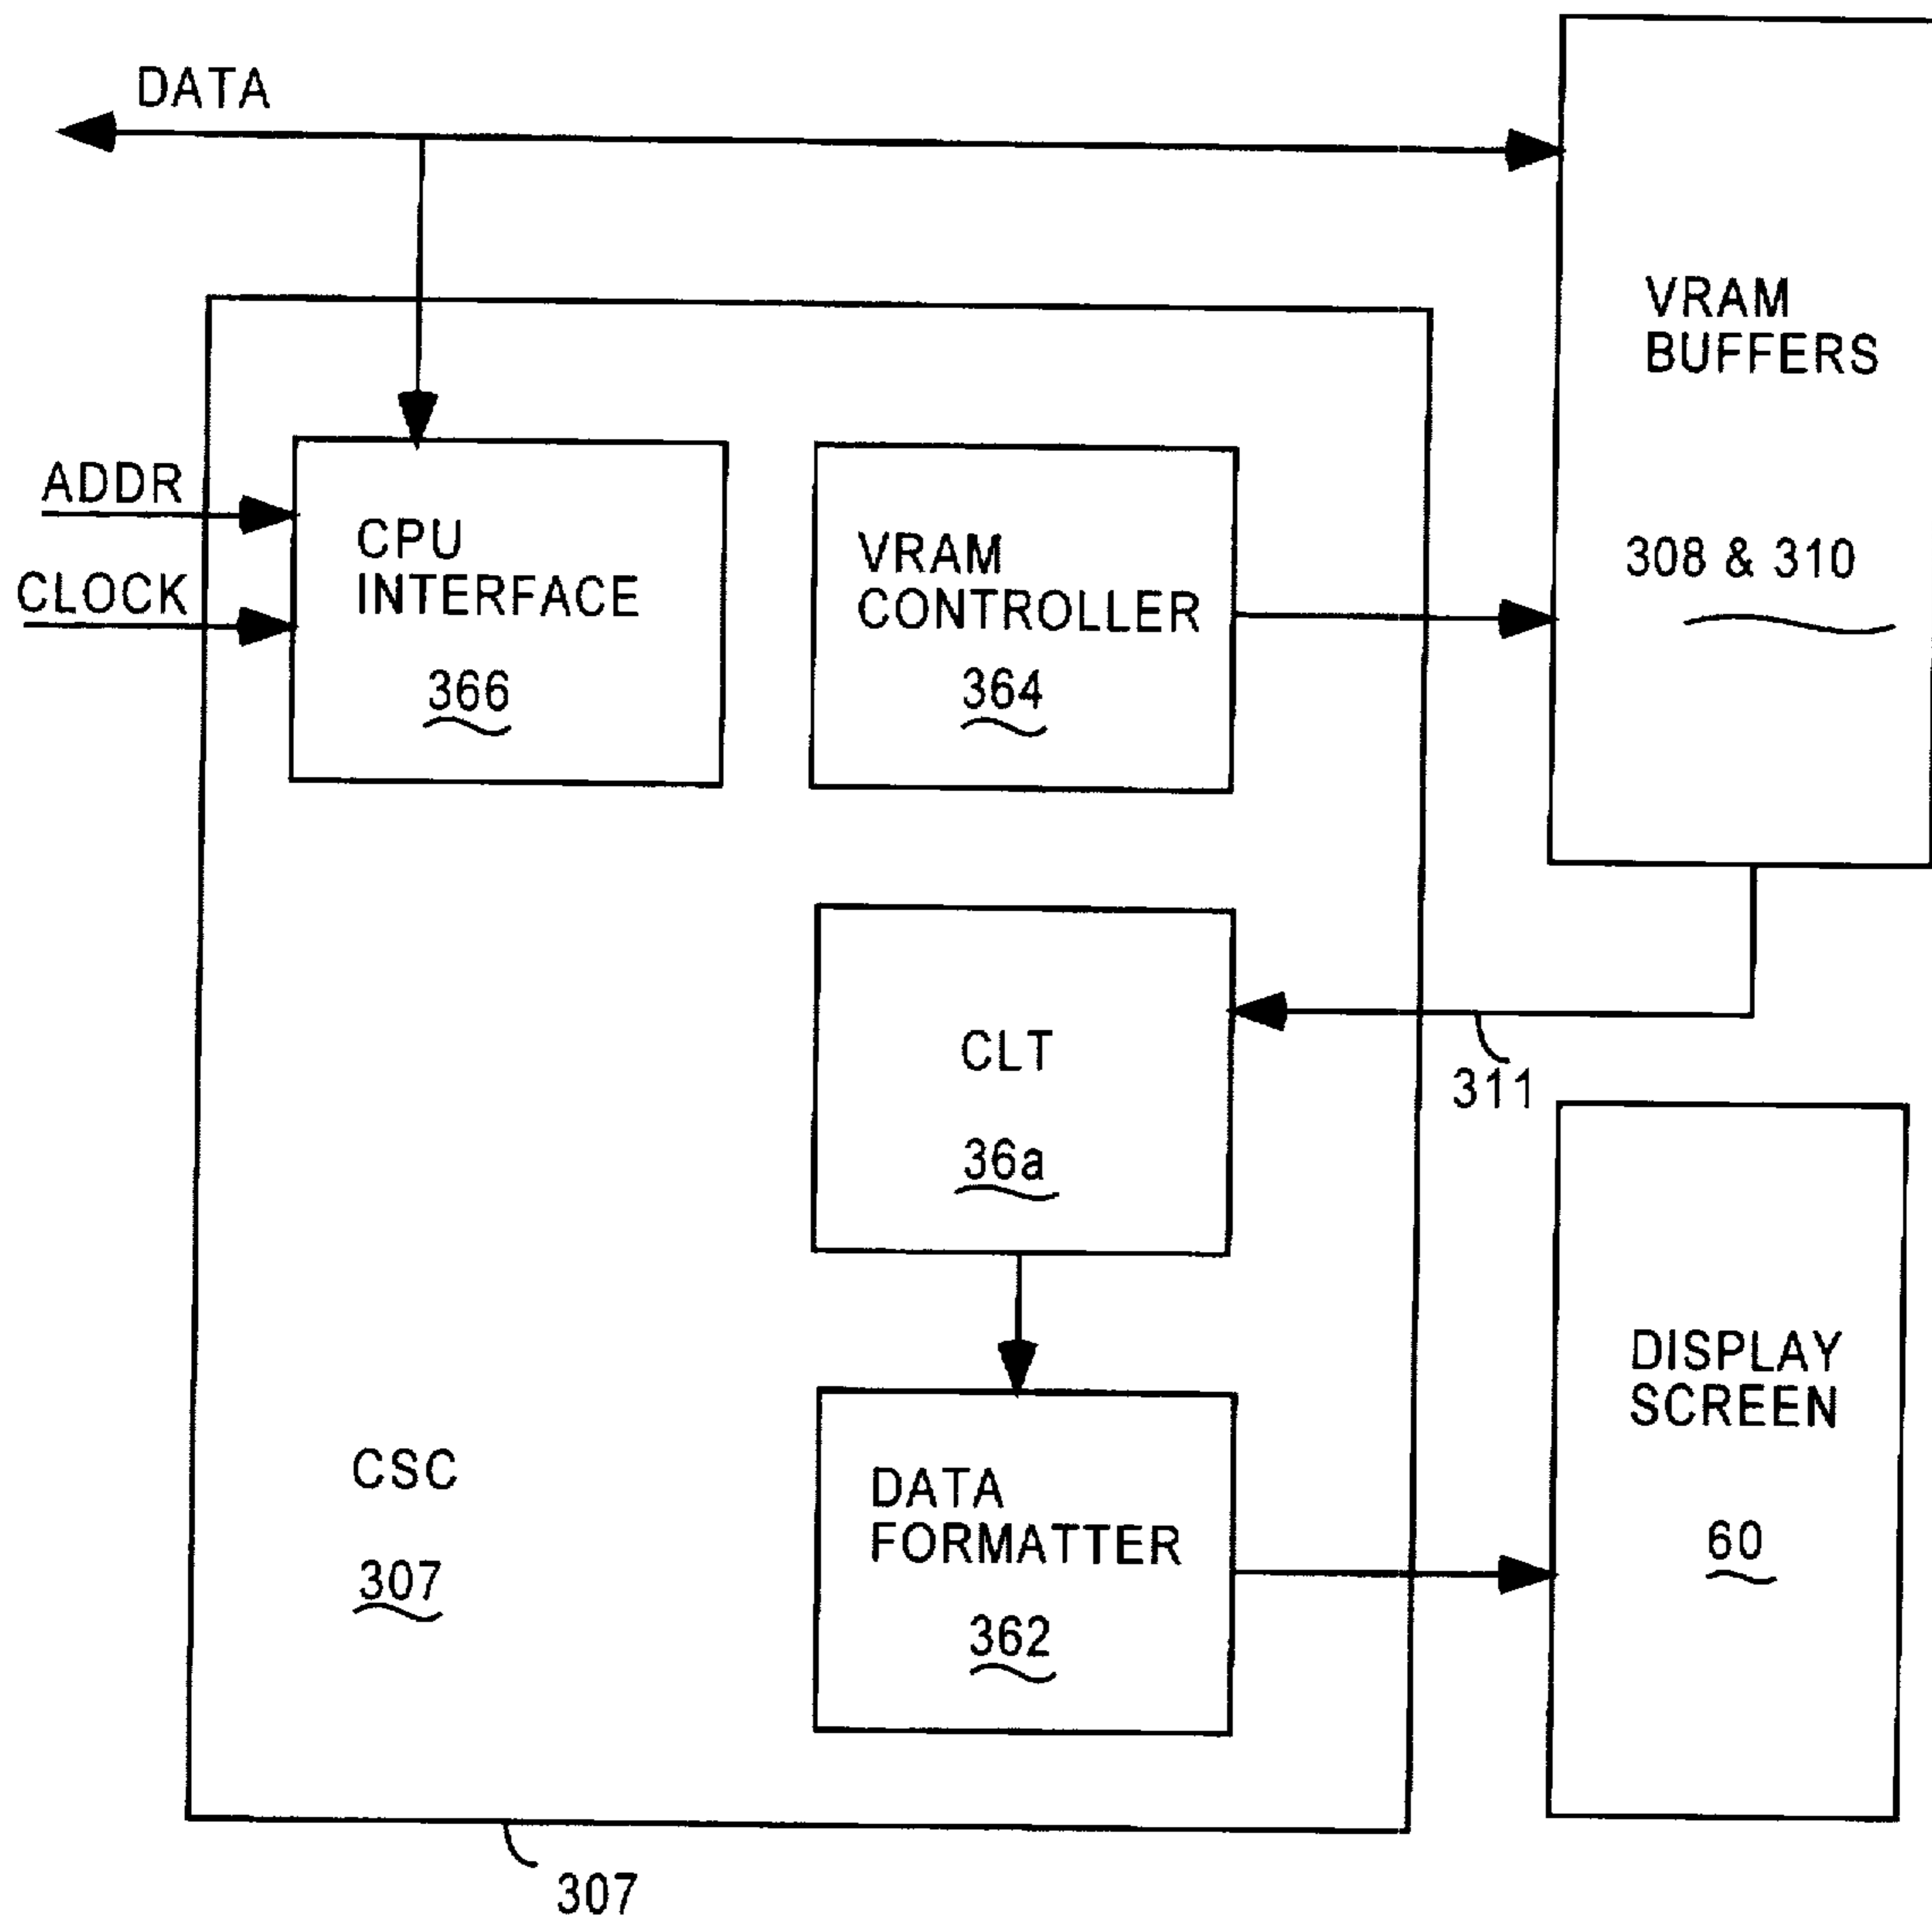 DATA
VRAM
BUFFERS
308 & 310
ADDR
CLOCK
CPU
INTERFACE
366
VRAM
CONTROLLER
364
CLT
36a
311
DISPLAY
SCREEN
60
CSC
307
DATA
FORMATTER
362
307